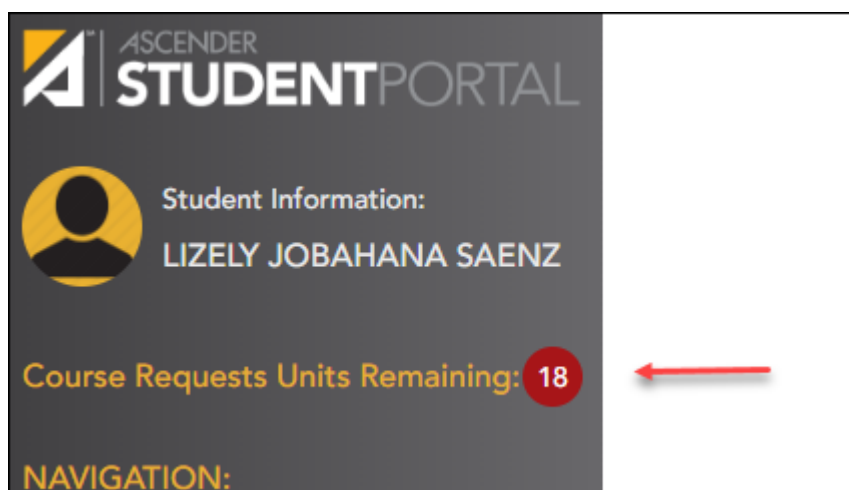 ASCENDER
STUDENTPORTAL
Student Information:
LIZELY JOBAHANA SAENZ
Course Requests Units Remaining: 18
NAVIGATION: